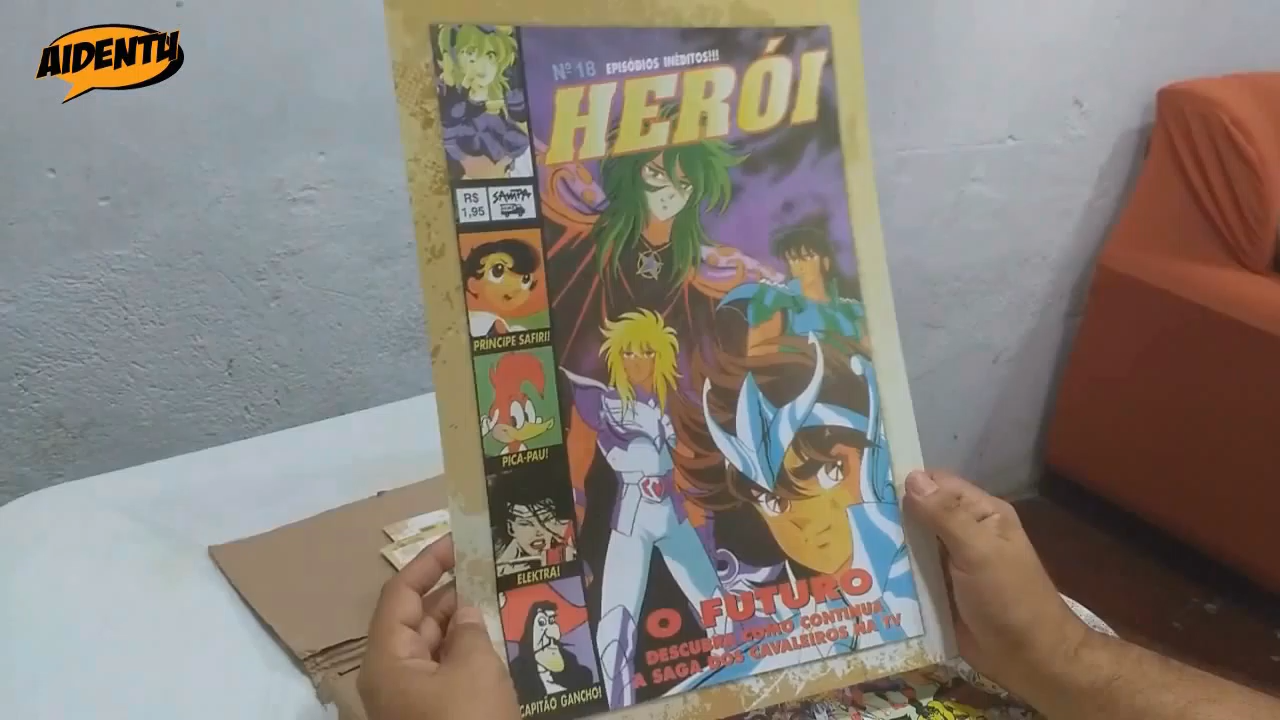 AIDENTU
Nº 18 EPISÓDIOS INÉDITOS!!!
HERÓI
R$
1,95
SAMPA
PRÍNCIPE SAFIRI!
PICA-PAU!
ELEKTRA!
CAPITÃO GANCHO!
O FUTURO
DESCUBRA COMO CONTINUA
A SAGA DOS CAVALEIROS NA TV